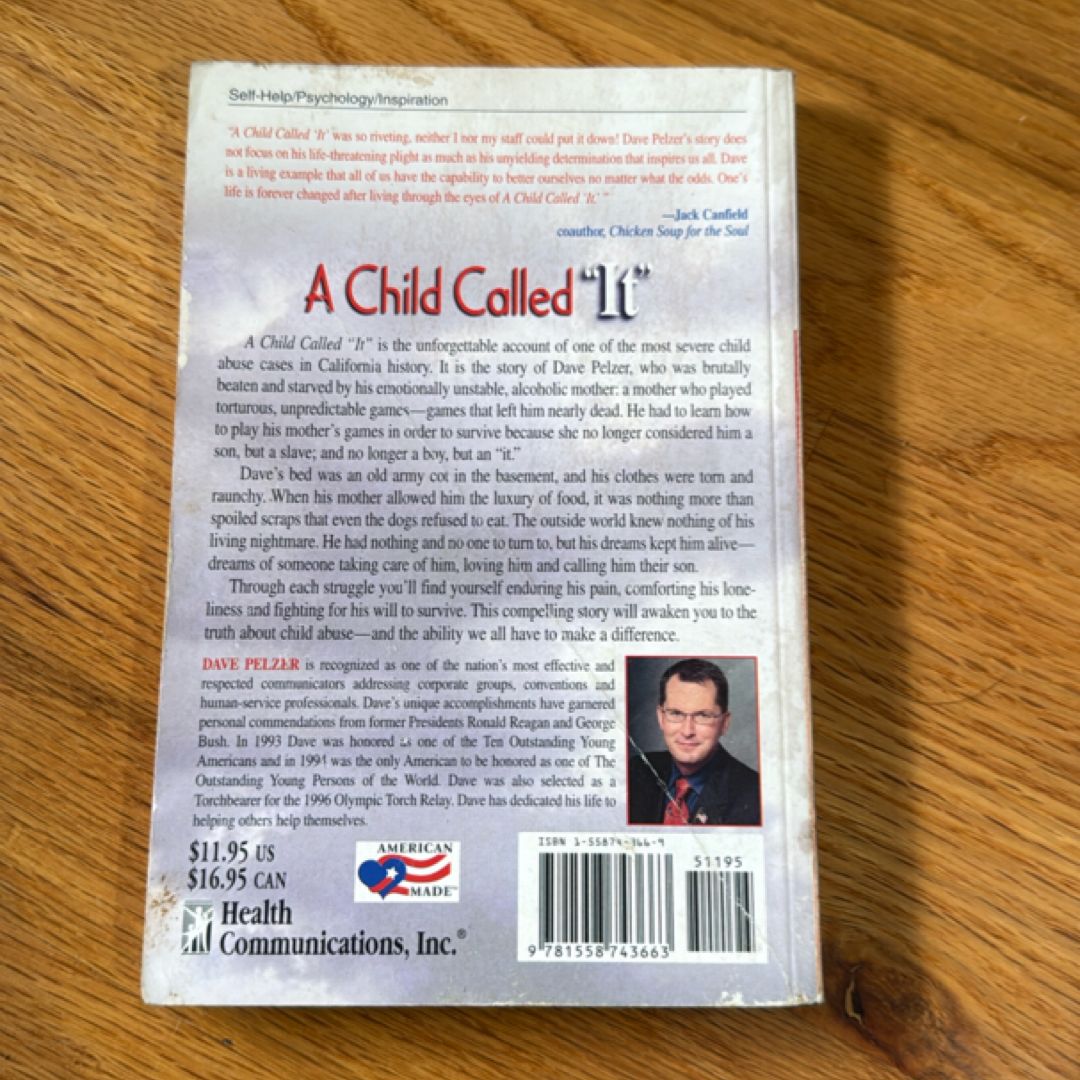 Self-Help/Psychology/Inspiration
"A Child Called 'It' was so riveting, neither I nor my staff could put it down! Dave Pelzer's story does
not focus on his life-threatening plight as much as his unyielding determination that inspires us all. Dave
is a living example that all of us have the capability to better ourselves no matter what the odds. One's
life is forever changed after living through the eyes of A Child Called 'It.' "
—Jack Canfield
coauthor, Chicken Soup for the Soul
A Child Called "It"
A Child Called "It" is the unforgettable account of one of the most severe child
abuse cases in California history. It is the story of Dave Pelzer, who was brutally
beaten and starved by his emotionally unstable, alcoholic mother: a mother who played
torturous, unpredictable games—games that left him nearly dead. He had to learn how
to play his mother's games in order to survive because she no longer considered him a
son, but a slave; and no longer a boy, but an "it."
Dave's bed was an old army cot in the basement, and his clothes were torn and
raunchy. When his mother allowed him the luxury of food, it was nothing more than
spoiled scraps that even the dogs refused to eat. The outside world knew nothing of his
living nightmare. He had nothing and no one to turn to, but his dreams kept him alive—
dreams of someone taking care of him, loving him and calling him their son.
Through each struggle you'll find yourself enduring his pain, comforting his lone-
liness and fighting for his will to survive. This compelling story will awaken you to the
truth about child abuse—and the ability we all have to make a difference.
DAVE PELZER is recognized as one of the nation's most effective and
respected communicators addressing corporate groups, conventions and
human-service professionals. Dave's unique accomplishments have garnered
personal commendations from former Presidents Ronald Reagan and George
Bush. In 1993 Dave was honored as one of the Ten Outstanding Young
Americans and in 1994 was the only American to be honored as one of The
Outstanding Young Persons of the World. Dave was also selected as a
Torchbearer for the 1996 Olympic Torch Relay. Dave has dedicated his life to
helping others help themselves.
$11.95 US
$16.95 CAN
AMERICAN
MADE™
Health
Communications, Inc.®
ISBN 1-55874-366-9
51195
9 781558 743663